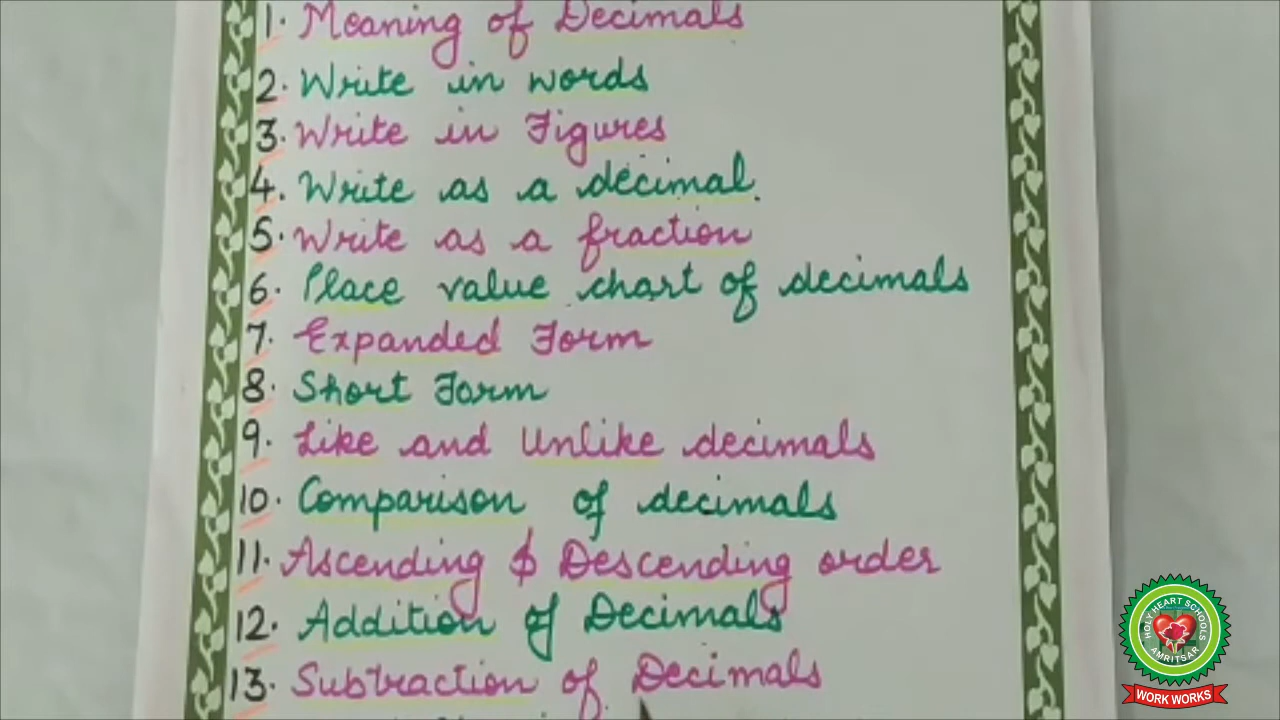 1. Meaning of Decimals
2. Write in words
3. Write in Figures
4. Write as a decimal.
5. Write as a fraction
6. Place value chart of decimals
7. Expanded Form
8. Short Form
9. Like and Unlike decimals
10. Comparison of decimals
11. Ascending & Descending order
12. Addition of Decimals
13. Subtraction of Decimals
HOLY HEART SCHOOLS
AMRITSAR
WORK WORKS